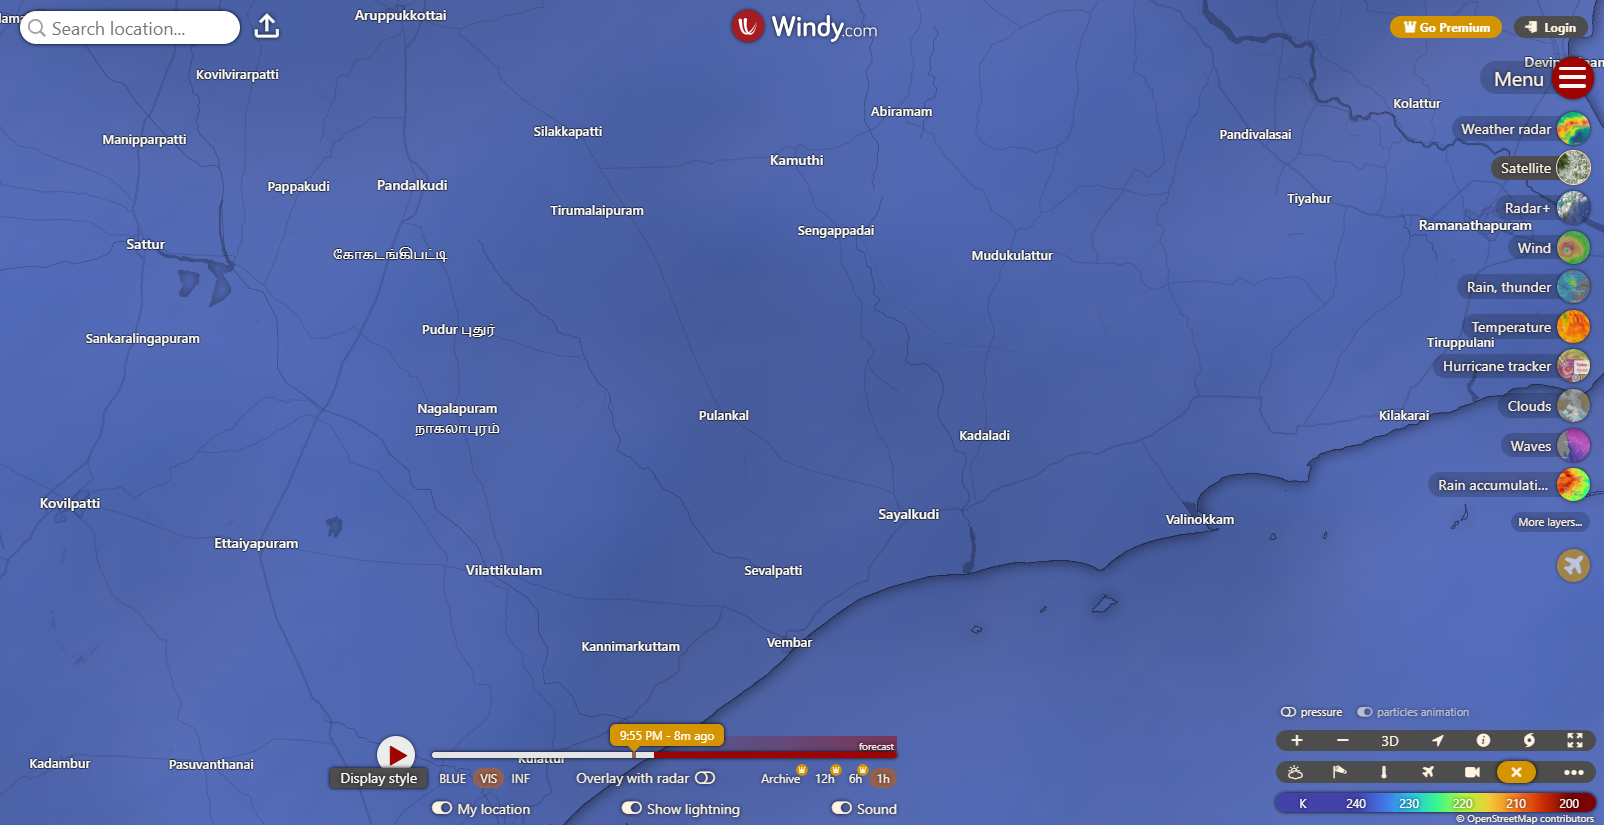 Aruppukkottai
Search location...
Windy.com
Go Premium
Login
Menu
Kovilvirarpatti
Kolattur
Abiramam
Weather radar
Silakkapatti
Pandivalasai
Manipparpatti
Kamuthi
Satellite
Pappakudi
Pandalkudi
Tiyahur
Radar+
Tirumalaipuram
Ramanathapuram
Sengappadai
Sattur
Wind
கோகடங்கிபட்டி
Mudukulattur
Rain, thunder
Pudur புதூர்
Temperature
Sankaralingapuram
Tiruppulani
Hurricane tracker
Nagalapuram
நாகலாபுரம்
Clouds
Pulankal
Kilakarai
Kadaladi
Waves
Rain accumulati...
Kovilpatti
Sayalkudi
Valinokkam
More layers...
Ettaiyapuram
Vilattikulam
Sevalpatti
Kannimarkuttam
Vembar
pressure
particles animation
9:55 PM - 8m ago
forecast
3D
Kadambur
Pasuvanthanai
Kulattur
Display style
BLUE VIS INF
Overlay with radar
Archive 12h 6h 1h
My location
Show lightning
Sound
K 240 230 220 210 200
© OpenStreetMap contributors